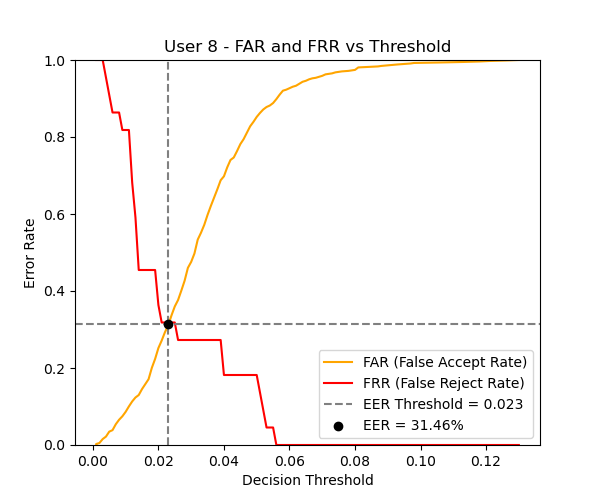 User 8 - FAR and FRR vs Threshold
1.0
0.8
0.6
0.4
0.2
0.0
Error Rate
0.00 0.02 0.04 0.06 0.08 0.10 0.12
Decision Threshold
FAR (False Accept Rate)
FRR (False Reject Rate)
EER Threshold = 0.023
EER = 31.46%